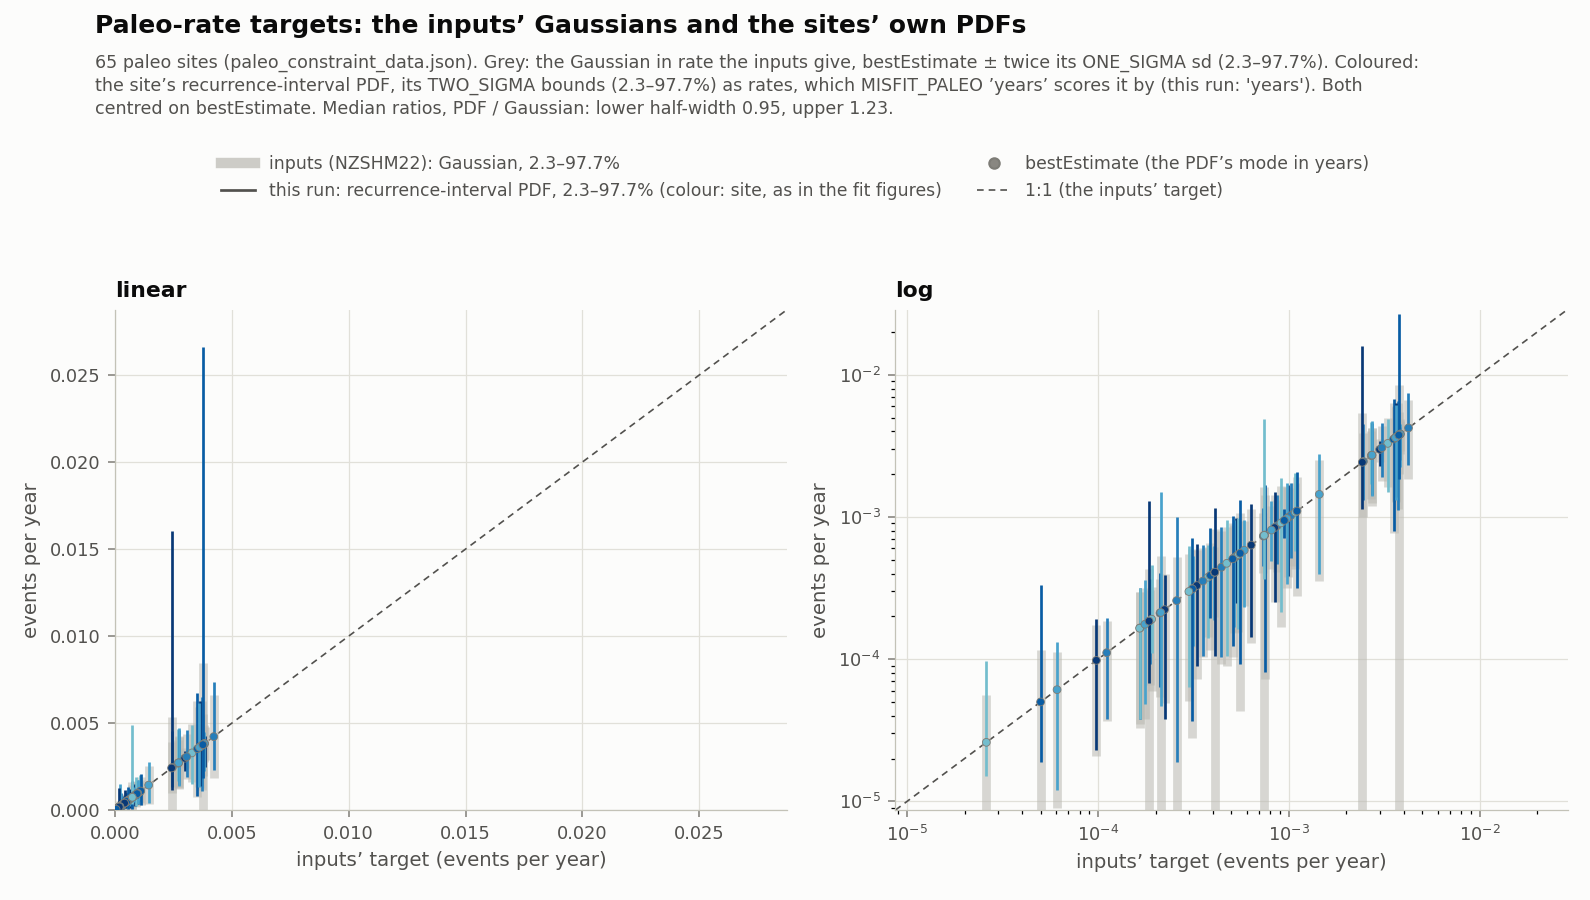 Paleo-rate targets: the inputs’ Gaussians and the sites’ own PDFs
65 paleo sites (paleo_constraint_data.json). Grey: the Gaussian in rate the inputs give, bestEstimate ± twice its ONE_SIGMA sd (2.3–97.7%). Coloured:
the site’s recurrence-interval PDF, its TWO_SIGMA bounds (2.3–97.7%) as rates, which MISFIT_PALEO ’years’ scores it by (this run: 'years'). Both
centred on bestEstimate. Median ratios, PDF / Gaussian: lower half-width 0.95, upper 1.23.
inputs (NZSHM22): Gaussian, 2.3–97.7%
this run: recurrence-interval PDF, 2.3–97.7% (colour: site, as in the fit figures)
bestEstimate (the PDF’s mode in years)
1:1 (the inputs’ target)
linear
events per year
0.025
0.020
0.015
0.010
0.005
0.000
0.000 0.005 0.010 0.015 0.020 0.025
inputs’ target (events per year)
log
events per year
10⁻²
10⁻³
10⁻⁴
10⁻⁵
10⁻⁵ 10⁻⁴ 10⁻³ 10⁻²
inputs’ target (events per year)